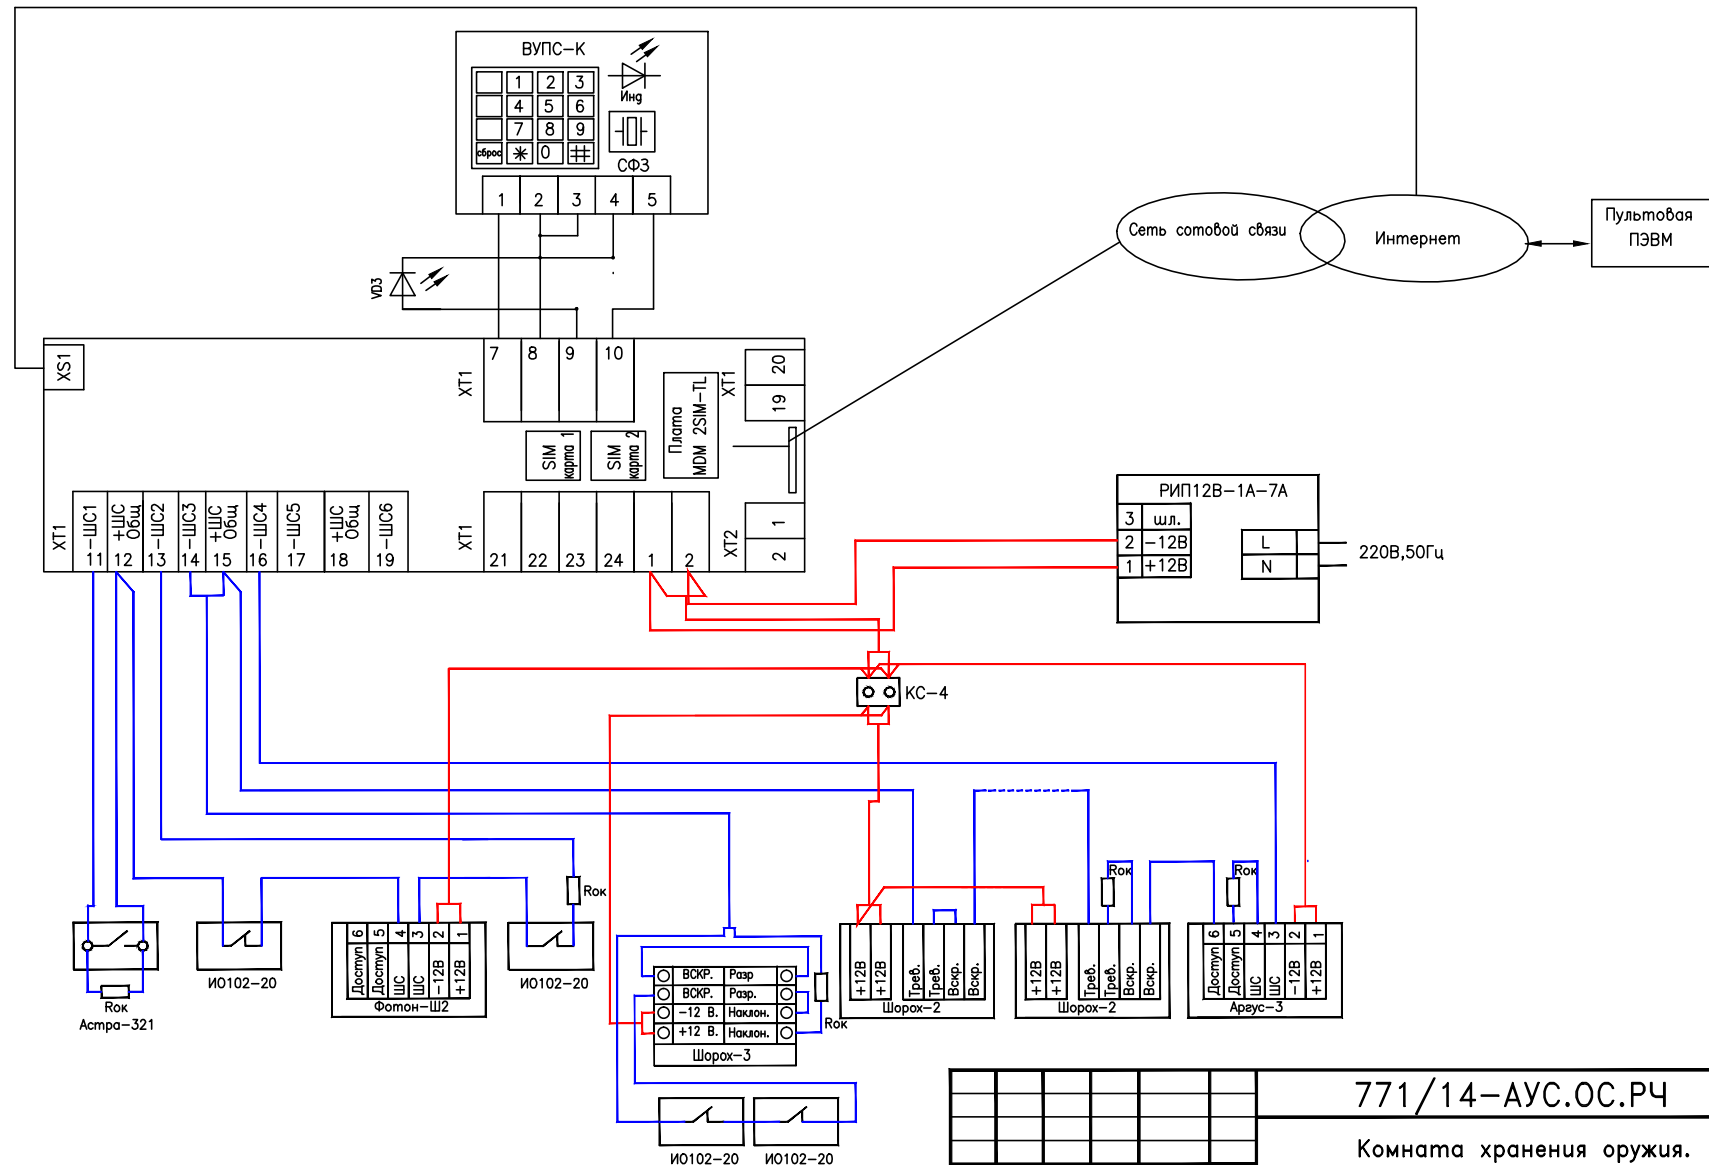 ВУПС-К
1 2 3
4 5 6
7 8 9
сброс * 0 #
Инд
СФЗ
1 2 3 4 5
VD3
Сеть сотовой связи
Интернет
Пультовая
ПЭВМ
XS1
XT1
7 8 9 10
Плата
MDM 2SIM-TL
XT1
20
19
SIM
карта 1
SIM
карта 2
XT1
11 -ШС1
12 +ШС
Общ
13 -ШС2
14 -ШС3
15 +ШС
Общ
16 -ШС4
17 -ШС5
18 +ШС
Общ
19 -ШС6
XT1
21 22 23 24 1 2
XT2
1
2
РИП12В-1А-7А
3 шл.
2 -12В
1 +12В
L
N
220В,50Гц
КС-4
Rок
Астра-321
ИО102-20
6 5 4 3 2 1
Доступ Доступ ШС ШС -12В +12В
Фотон-Ш2
Rок
ИО102-20
ВСКР. Разр
ВСКР. Разр.
-12 В. Наклон.
+12 В. Наклон.
Шорох-3
Rок
ИО102-20
ИО102-20
+12В +12В Трев. Трев. Вскр. Вскр.
Шорох-2
Rок
+12В +12В Трев. Трев. Вскр. Вскр.
Шорох-2
Rок
6 5 4 3 2 1
Доступ Доступ ШС ШС -12В +12В
Аргус-3
771/14-АУС.ОС.РЧ
Комната хранения оружия.